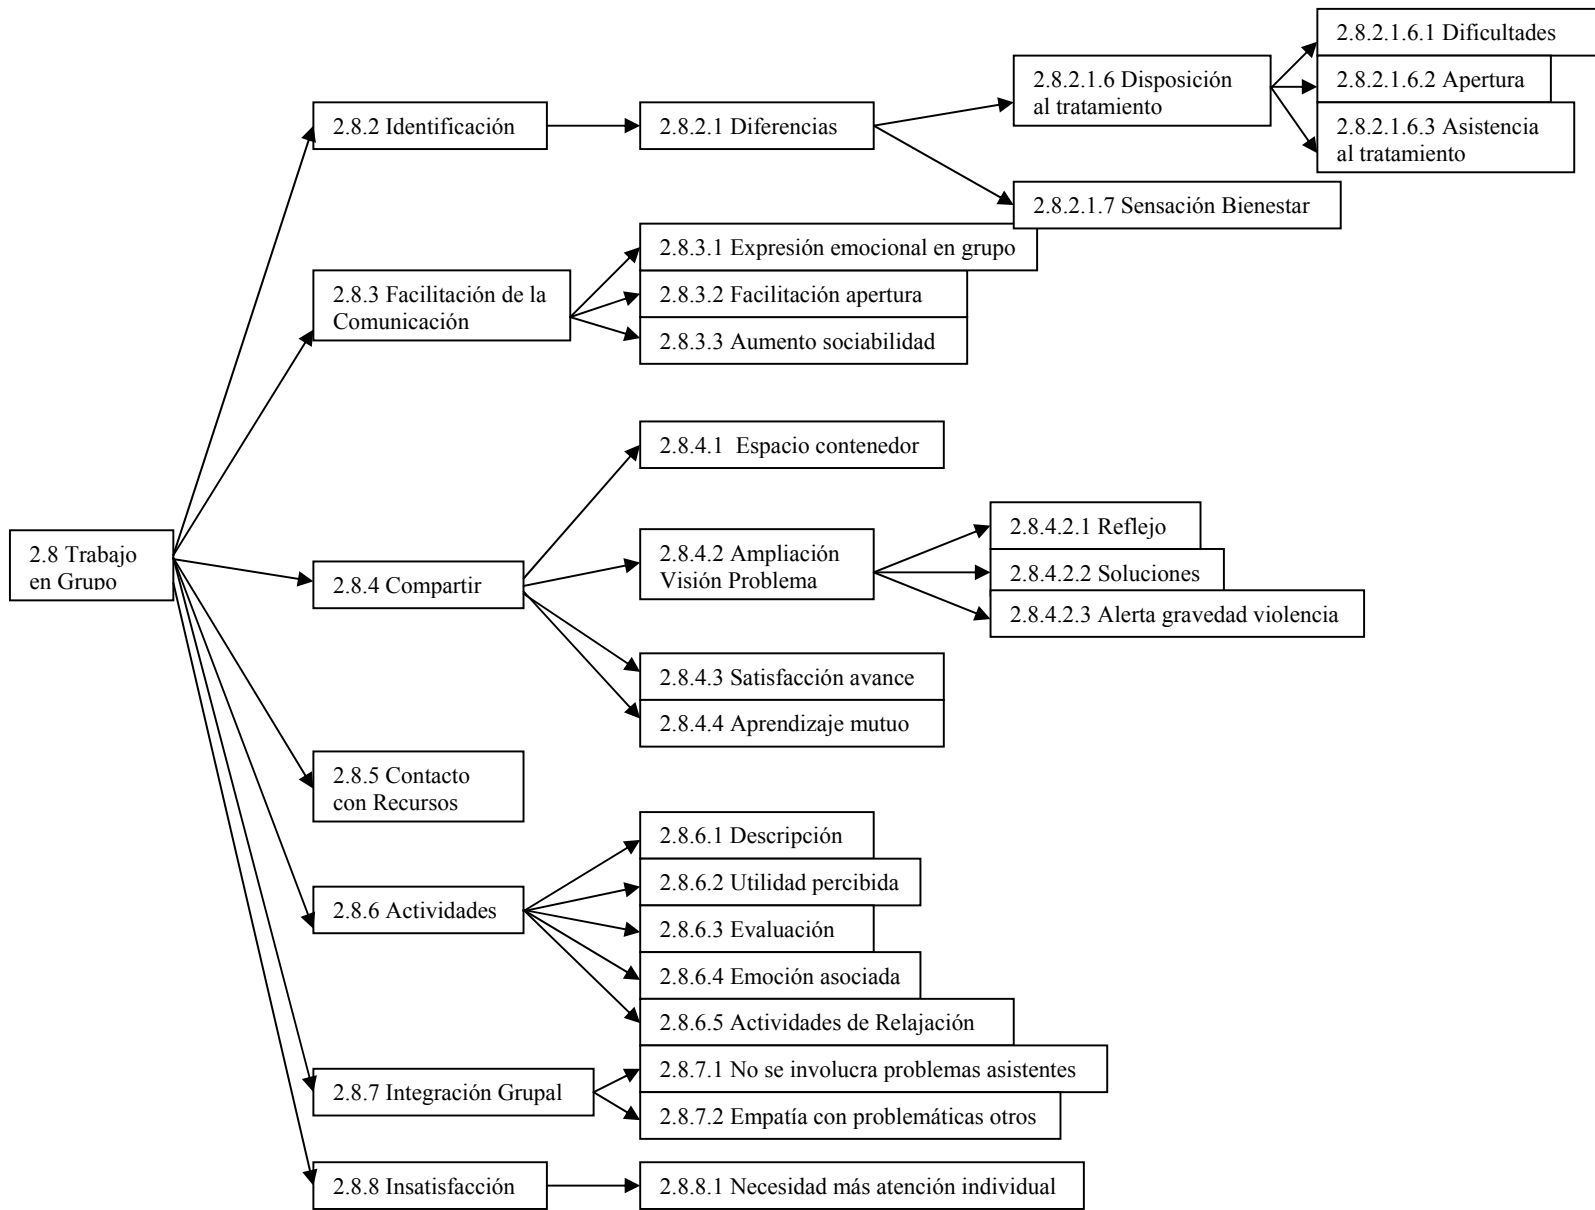 2.8.2.1.6.1 Dificultades
2.8.2.1.6 Disposición
al tratamiento
2.8.2.1.6.2 Apertura
2.8.2 Identificación
2.8.2.1 Diferencias
2.8.2.1.6.3 Asistencia
al tratamiento
2.8.2.1.7 Sensación Bienestar
2.8.3.1 Expresión emocional en grupo
2.8.3 Facilitación de la
Comunicación
2.8.3.2 Facilitación apertura
2.8.3.3 Aumento sociabilidad
2.8.4.1  Espacio contenedor
2.8 Trabajo
en Grupo
2.8.4 Compartir
2.8.4.2 Ampliación
Visión Problema
2.8.4.2.1 Reflejo
2.8.4.2.2 Soluciones
2.8.4.2.3 Alerta gravedad violencia
2.8.4.3 Satisfacción avance
2.8.4.4 Aprendizaje mutuo
2.8.5 Contacto
con Recursos
2.8.6.1 Descripción
2.8.6.2 Utilidad percibida
2.8.6 Actividades
2.8.6.3 Evaluación
2.8.6.4 Emoción asociada
2.8.6.5 Actividades de Relajación
2.8.7.1 No se involucra problemas asistentes
2.8.7 Integración Grupal
2.8.7.2 Empatía con problemáticas otros
2.8.8 Insatisfacción
2.8.8.1 Necesidad más atención individual